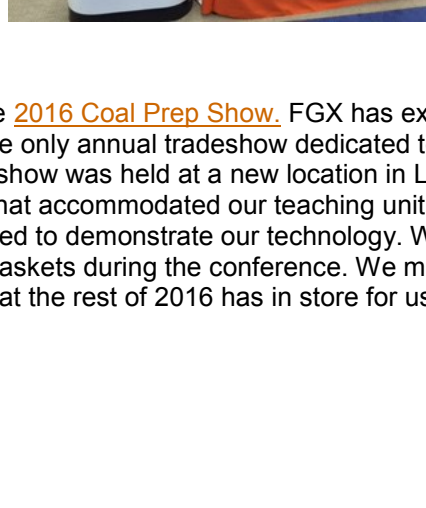 e 2016 Coal Prep Show. FGX has ex
e only annual tradeshow dedicated t
show was held at a new location in L
hat accommodated our teaching unit
ed to demonstrate our technology. W
askets during the conference. We m
at the rest of 2016 has in store for us